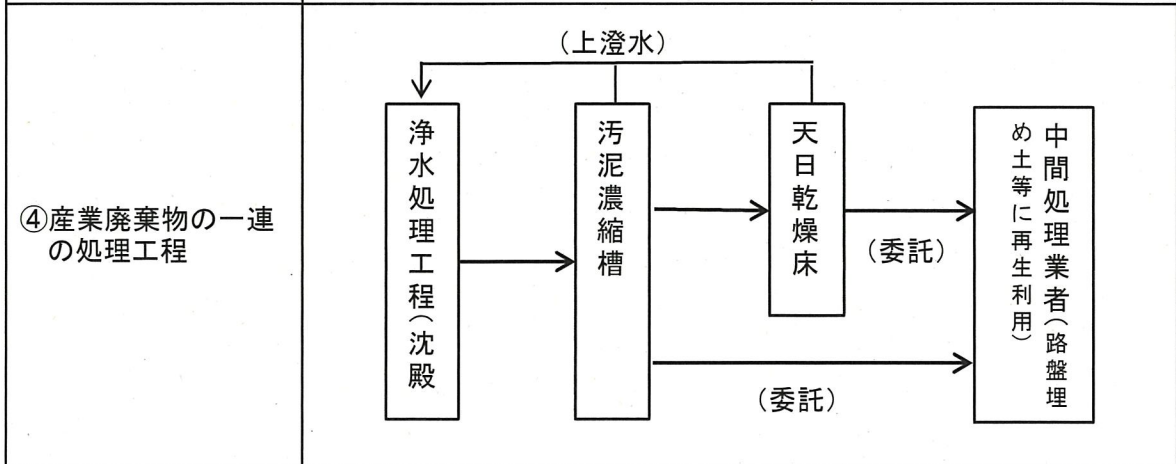 ④産業廃棄物の一連
の処理工程
(上澄水)
浄水処理工程(沈殿
汚泥濃縮槽
天日乾燥床
中間処理業者(路盤埋
め土等に再生利用)
(委託)
(委託)